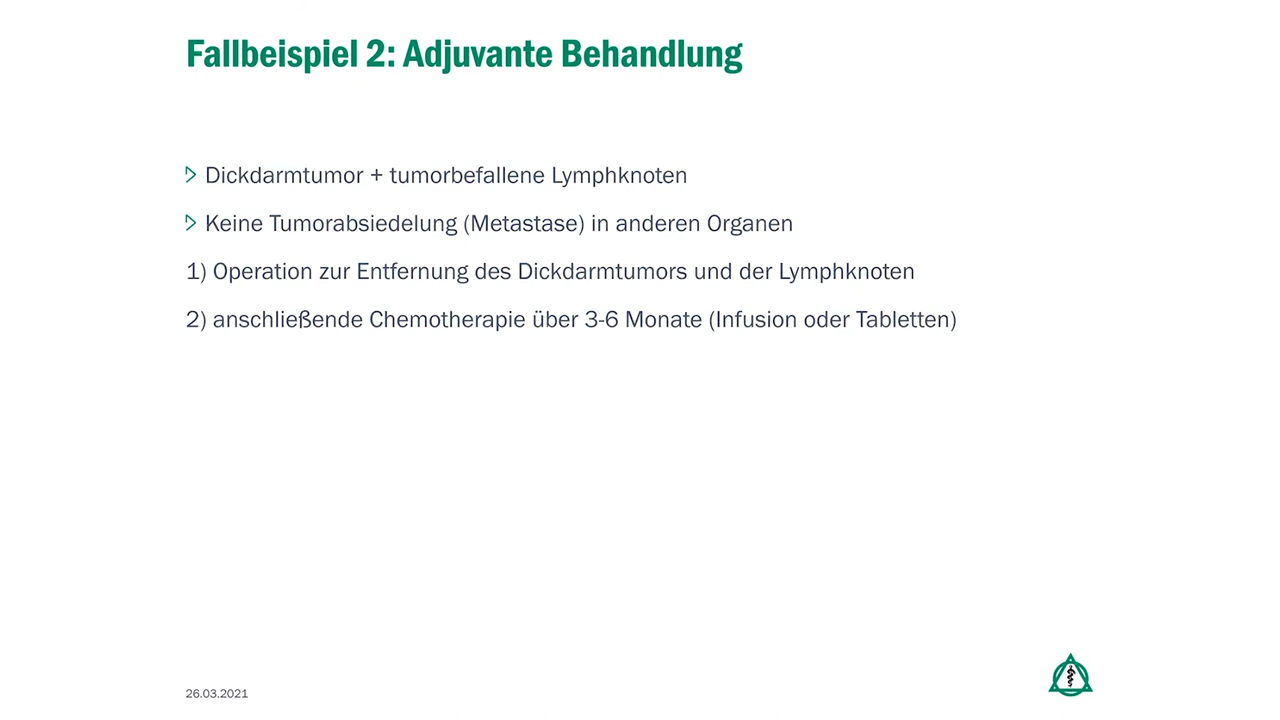 Fallbeispiel 2: Adjuvante Behandlung
Dickdarmtumor + tumorbefallene Lymphknoten
Keine Tumorabsiedelung (Metastase) in anderen Organen
1) Operation zur Entfernung des Dickdarmtumors und der Lymphknoten
2) anschließende Chemotherapie über 3-6 Monate (Infusion oder Tabletten)
26.03.2021